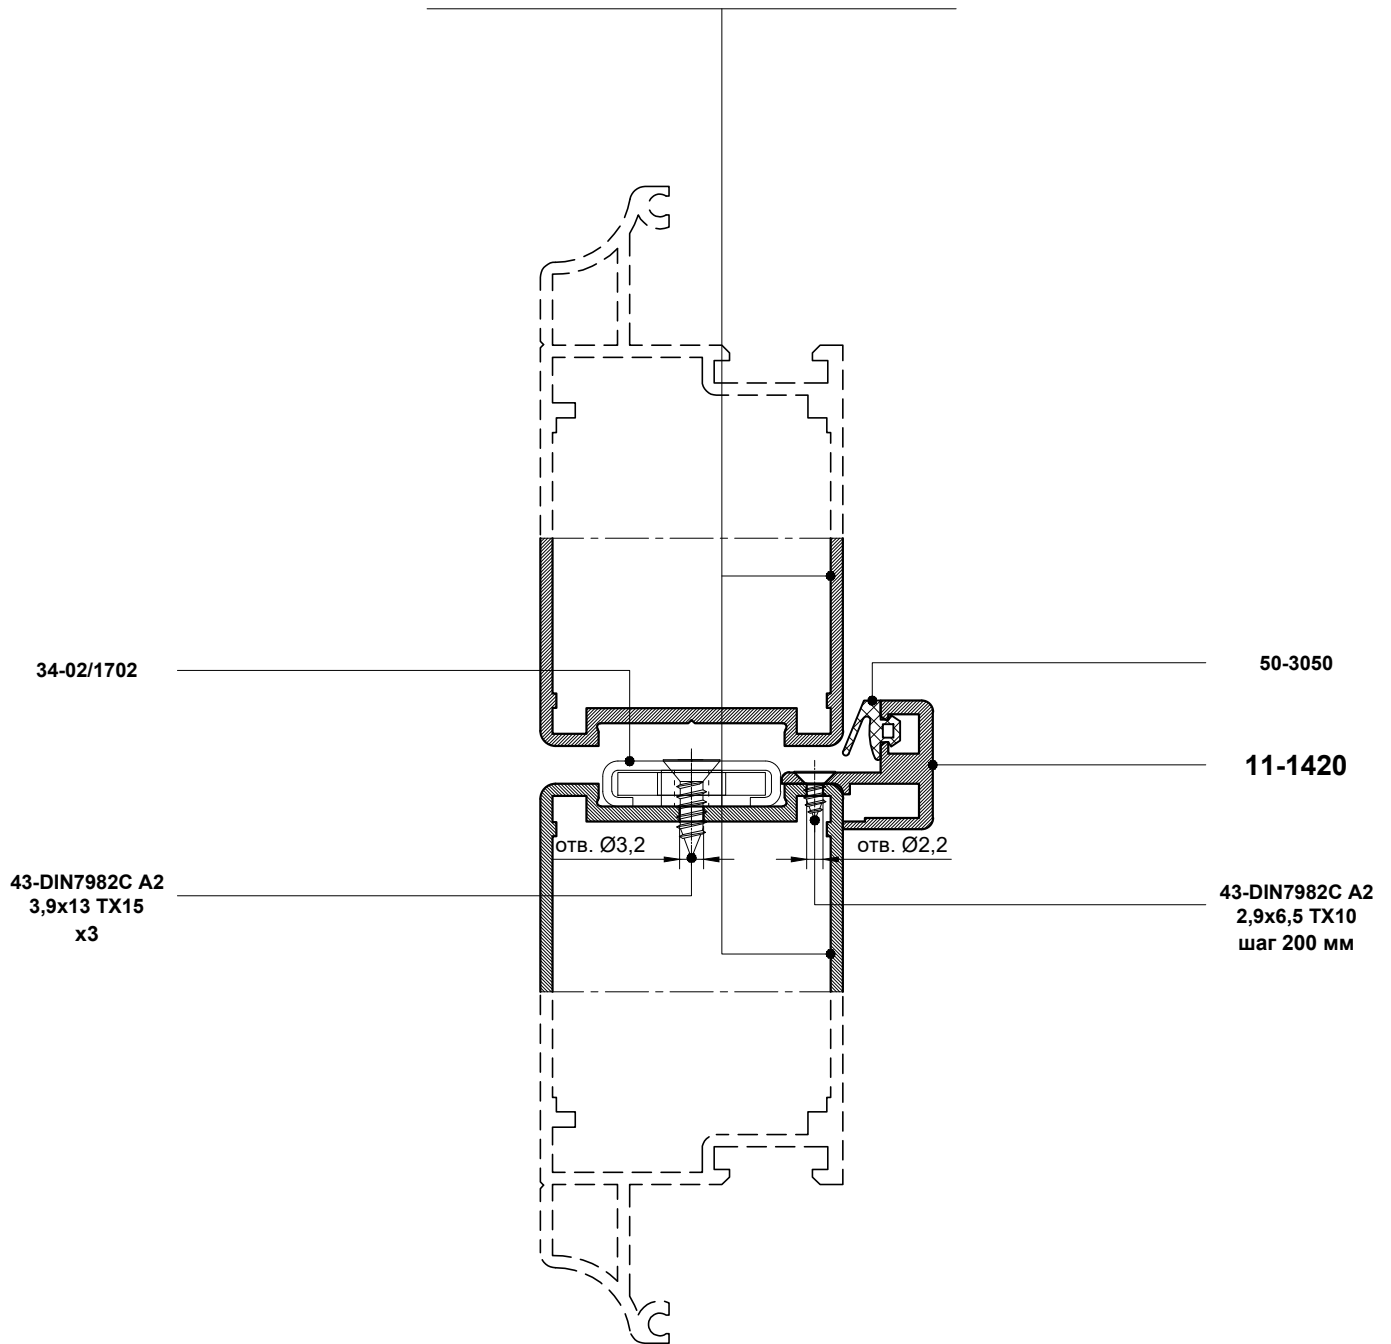 34-02/1702
50-3050
11-1420
отв. Ø3,2
отв. Ø2,2
43-DIN7982C A2
3,9x13 TX15
x3
43-DIN7982C A2
2,9x6,5 TX10
шаг 200 мм